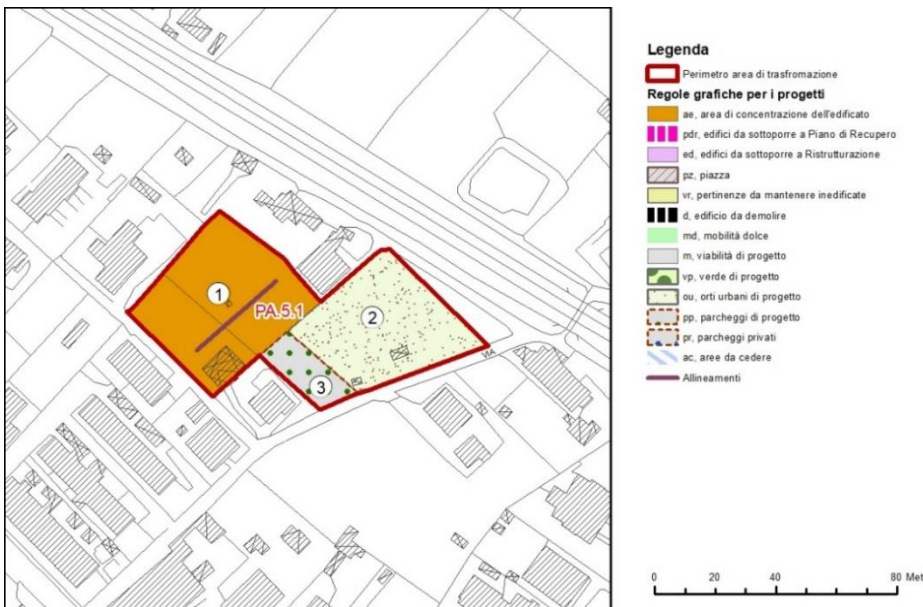 1
PA.5.1
2
3
VIA
Legenda
Perimetro area di trasfromazione
Regole grafiche per i progetti
ae, area di concentrazione dell'edificato
pdr, edifici da sottoporre a Piano di Recupero
ed, edifici da sottoporre a Ristrutturazione
pz, piazza
vr, pertinenze da mantenere inedificate
d, edificio da demolire
md, mobilità dolce
m, viabilità di progetto
vp, verde di progetto
ou, orti urbani di progetto
pp, parcheggi di progetto
pr, parcheggi privati
ac, aree da cedere
Allineamenti
0 20 40 80 Met